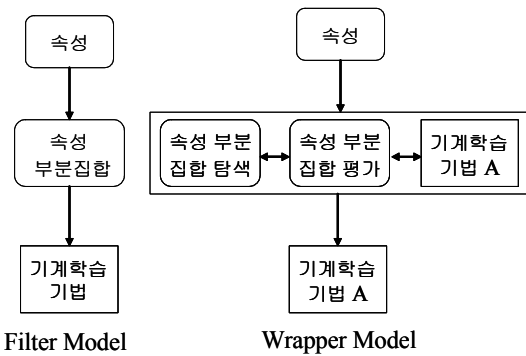 속성
속성
부분집합
기계학습
기법
Filter Model
속성
속성 부분
집합 탐색
속성 부분
집합 평가
기계학습
기법 A
기계학습
기법 A
Wrapper Model